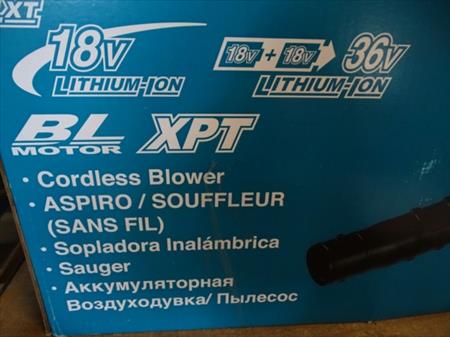 XT
18V
LITHIUM-ION
18V + 18V 36V
LITHIUM-ION
BL
MOTOR
XPT
· Cordless Blower
· ASPIRO / SOUFFLEUR
(SANS FIL)
· Sopladora Inalámbrica
· Sauger
· Аккумуляторная
Воздуходувка/ Пылесос